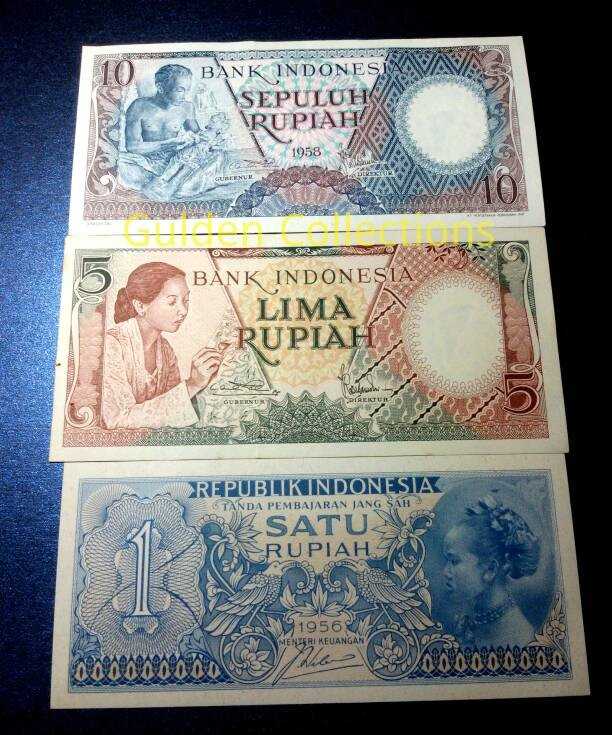 10
BANK INDONESIA
SEPULUH
RUPIAH
1958
GUBERNUR
DIREKTUR
10
Gulden Collections
5
BANK INDONESIA
LIMA
RUPIAH
GUBERNUR
DIREKTUR
5
REPUBLIK INDONESIA
TANDA PEMBAJARAN JANG SAH
SATU
RUPIAH
1
1956
MENTERI KEUANGAN